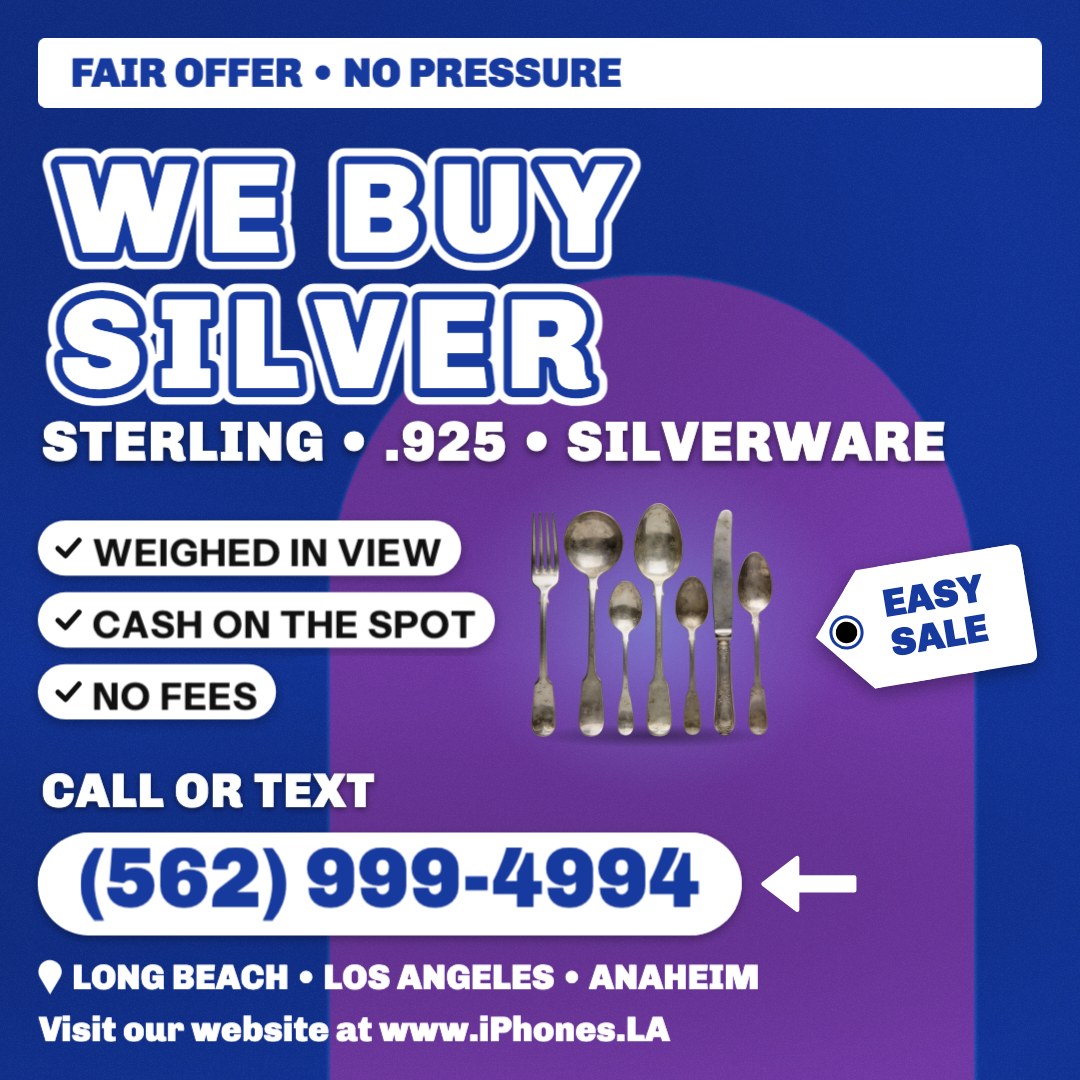 FAIR OFFER • NO PRESSURE
WE BUY
SILVER
STERLING • .925 • SILVERWARE
WEIGHED IN VIEW
CASH ON THE SPOT
NO FEES
EASY
SALE
CALL OR TEXT
(562) 999-4994
LONG BEACH • LOS ANGELES • ANAHEIM
Visit our website at www.iPhones.LA